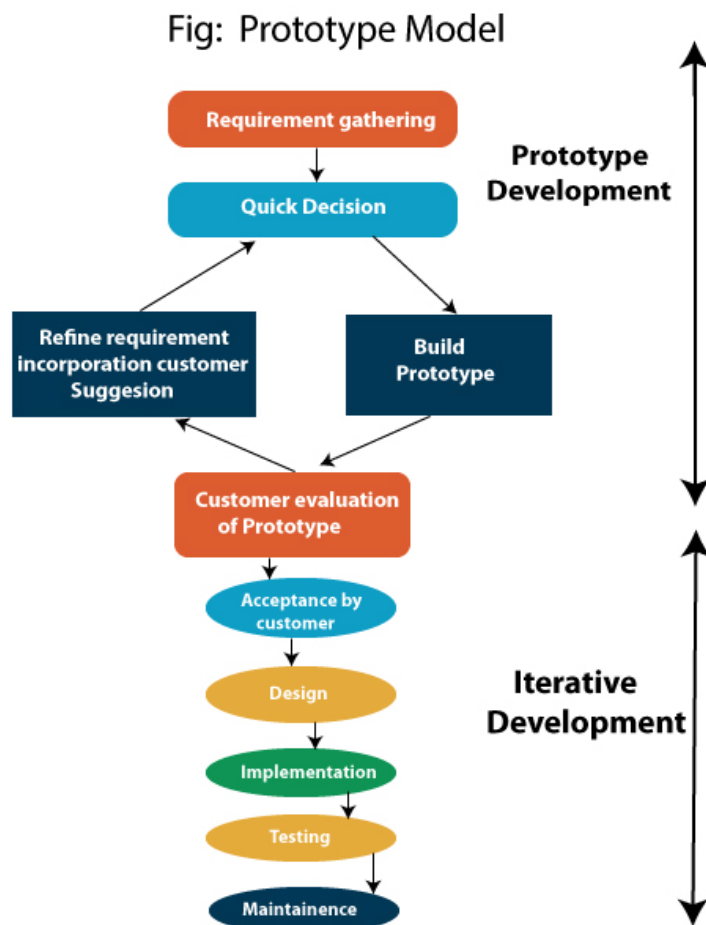 Fig: Prototype Model
Requirement gathering
Prototype
Development
Quick Decision
Refine requirement
incorporation customer
Suggesion
Build
Prototype
Customer evaluation
of Prototype
Acceptance by
customer
Design
Iterative
Development
Implementation
Testing
Maintainence